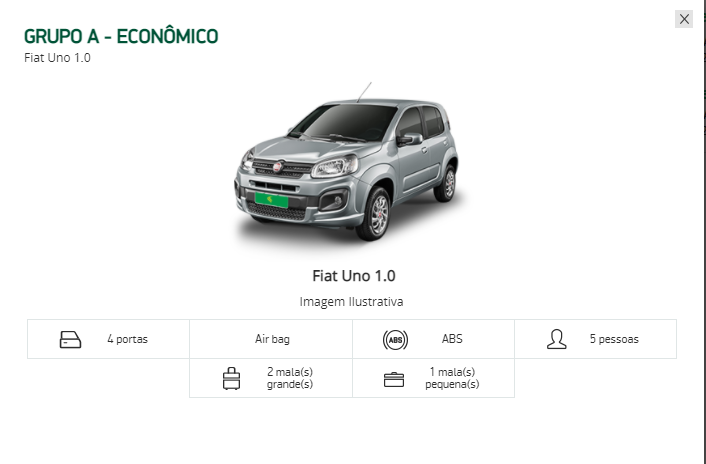 GRUPO A - ECONÔMICO
Fiat Uno 1.0
Fiat Uno 1.0
Imagem Ilustrativa
4 portas
Air bag
ABS
ABS
5 pessoas
2 mala(s)
grande(s)
1 mala(s)
pequena(s)